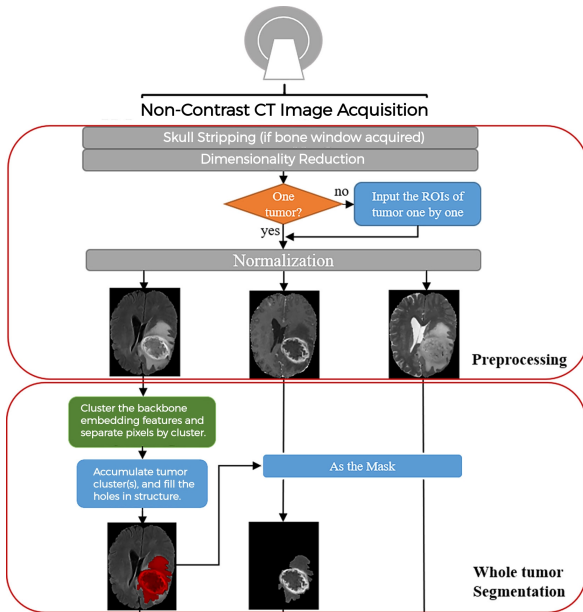 Non-Contrast CT Image Acquisition
Skull Stripping (if bone window acquired)
Dimensionality Reduction
One
tumor?
no
Input the ROIs of
tumor one by one
yes
Normalization
Preprocessing
Cluster the backbone
embedding features and
separate pixels by cluster.
Accumulate tumor
cluster(s), and fill the
holes in structure.
As the Mask
Whole tumor
Segmentation